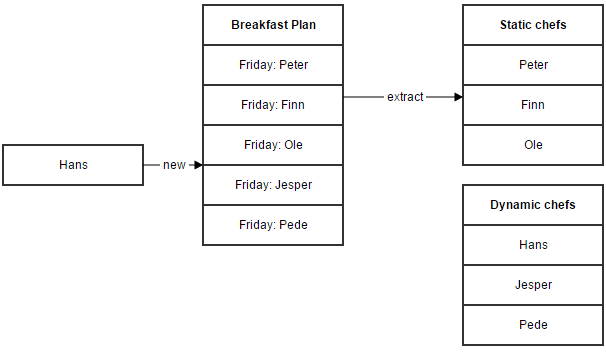 Breakfast Plan
Friday: Peter
Friday: Finn
Friday: Ole
Friday: Jesper
Friday: Pede
Hans
new
extract
Static chefs
Peter
Finn
Ole
Dynamic chefs
Hans
Jesper
Pede